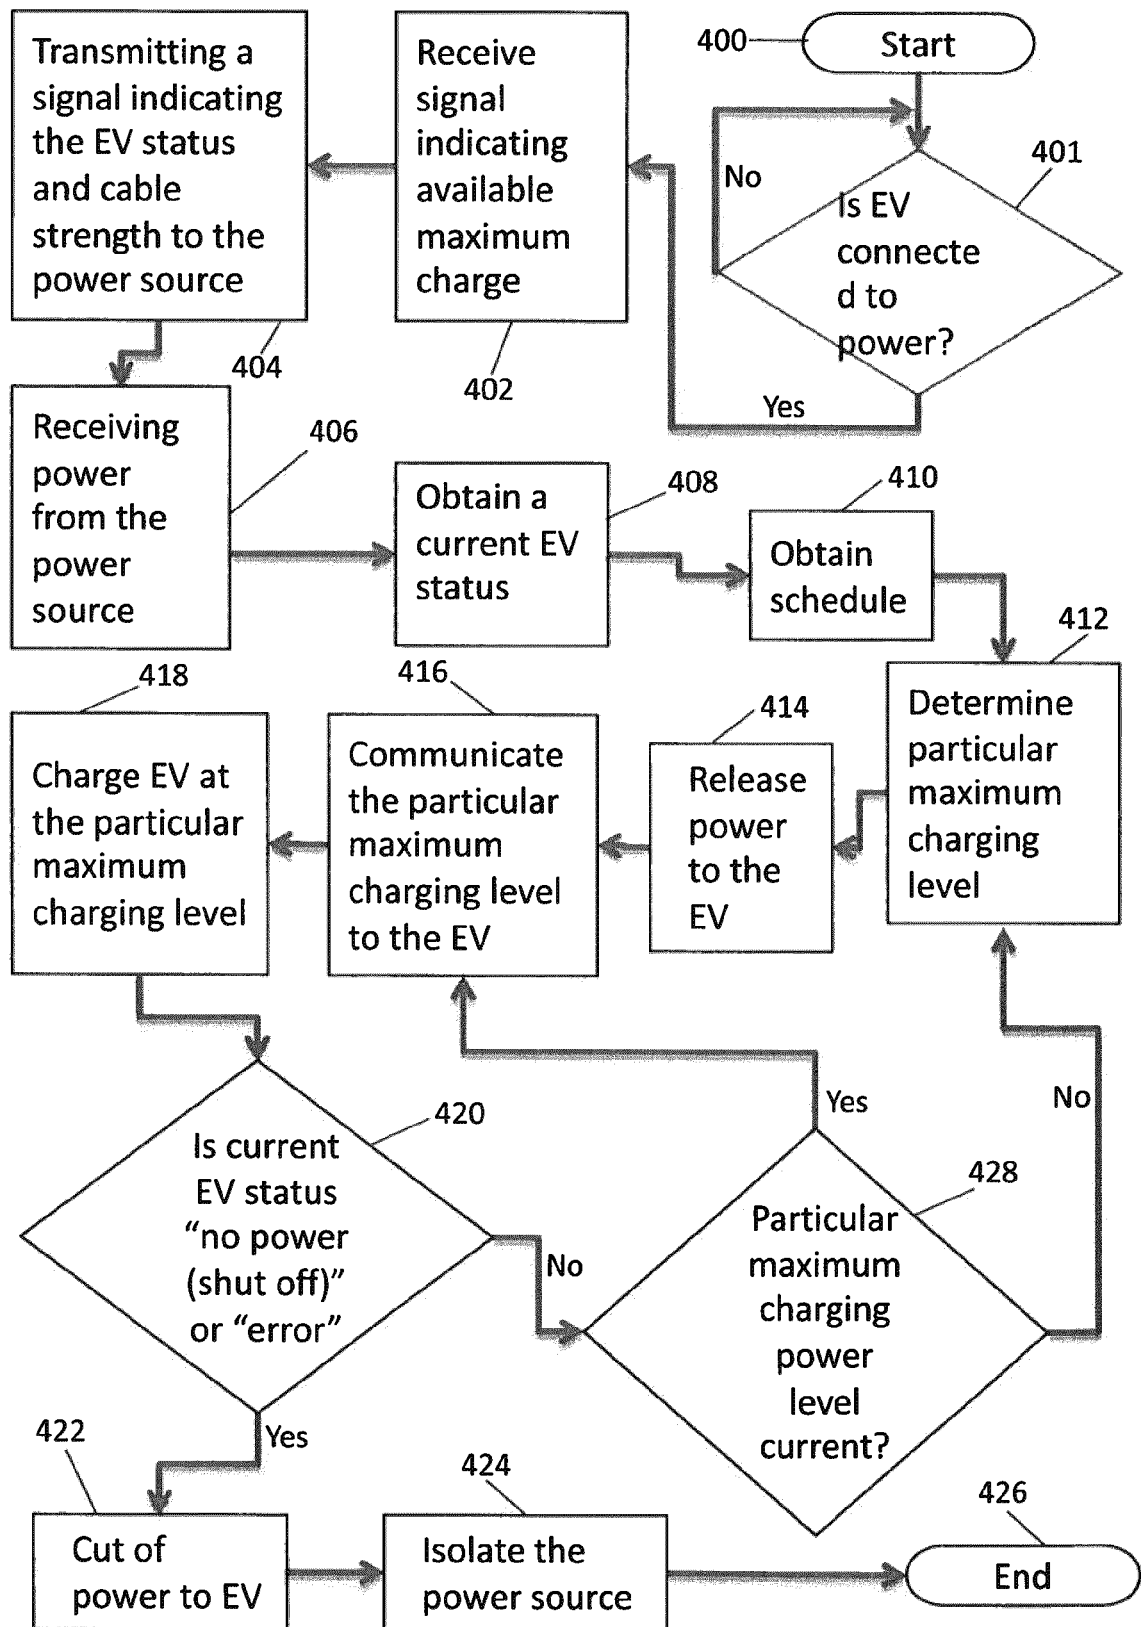 400
Start
401
No
Is EV
connecte
d to
power?
Yes
Receive
signal
indicating
available
maximum
charge
402
Transmitting a
signal indicating
the EV status
and cable
strength to the
power source
404
Receiving
power
from the
power
source
406
Obtain a
current EV
status
408
Obtain
schedule
410
412
Determine
particular
maximum
charging
level
414
Release
power
to the
EV
416
Communicate
the particular
maximum
charging level
to the EV
418
Charge EV at
the particular
maximum
charging level
420
Is current
EV status
“no power
(shut off)”
or “error”
No
Yes
428
Particular
maximum
charging
power
level
current?
Yes
No
422
Cut of
power to EV
424
Isolate the
power source
426
End